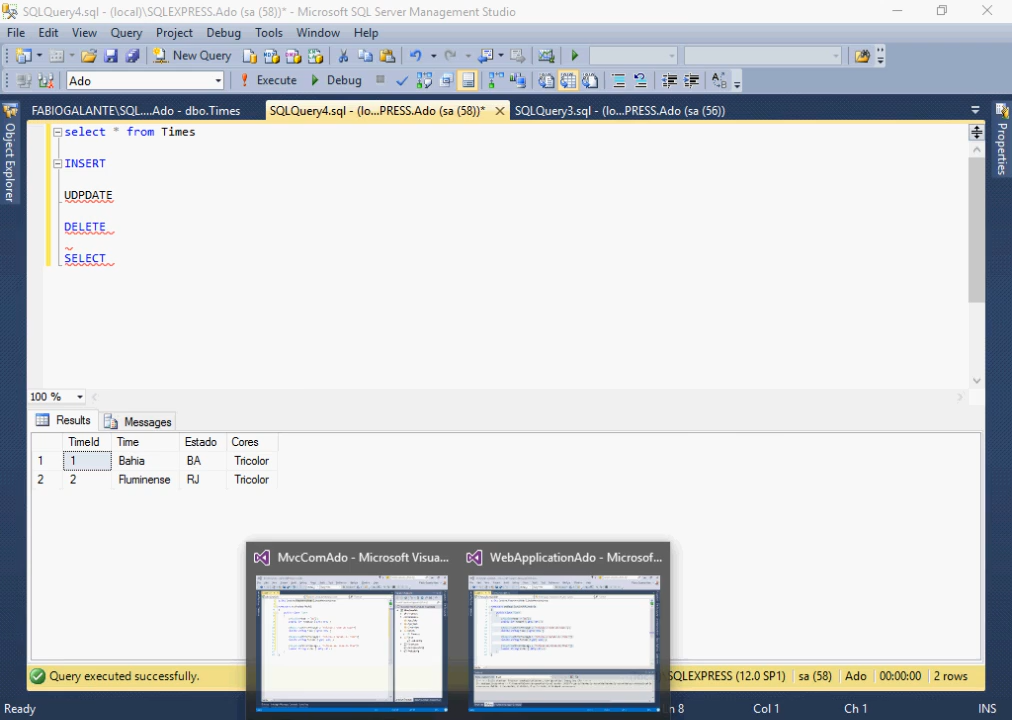 SQLQuery4.sql - (local)\SQLEXPRESS.Ado (sa (58))* - Microsoft SQL Server Management Studio
File Edit View Query Project Debug Tools Window Help
New Query
Ado Execute Debug
FABIOGALANTE\SQL....Ado - dbo.Times SQLQuery4.sql - (lo...PRESS.Ado (sa (58))* SQLQuery3.sql - (lo...PRESS.Ado (sa (56))
Object Explorer
Properties
select * from Times
INSERT
UDPDATE
DELETE
SELECT
100 %
Results Messages
TimeId Time Estado Cores
1 1 Bahia BA Tricolor
2 2 Fluminense RJ Tricolor
MvcComAdo - Microsoft Visua... WebApplicationAdo - Microsof...
Query executed successfully. SQLEXPRESS (12.0 SP1) sa (58) Ado 00:00:00 2 rows
Ready n 8 Col 1 Ch 1 INS